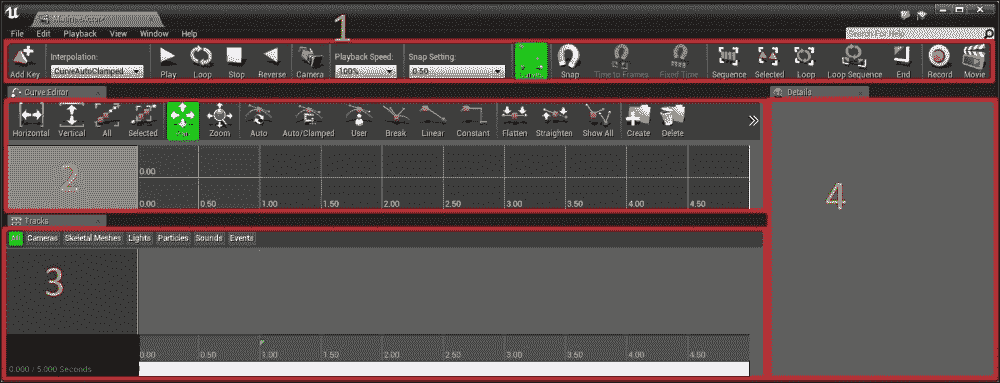 MatineeActor*
File Edit Playback View Window Help
1
Search For Help
Add Key
Interpolation:
CurveAutoClamped
Play
Loop
Stop
Reverse
Camera
Playback Speed:
100%
Snap Setting:
0.50
Snap
Time to Frames
Fixed Time
Sequence
Selected
Loop
Loop Sequence
End
Record
Movie
Curve Editor
Horizontal
Vertical
All
Selected
Pan
Zoom
Auto
Auto/Clamped
User
Break
Linear
Constant
Flatten
Straighten
Show All
Create
Delete
»
2
0.00
0.00 0.50 1.00 1.50 2.00 2.50 3.00 3.50 4.00 4.50
Tracks
All Cameras Skeletal Meshes Lights Particles Sounds Events
3
0.00 0.50 1.00 1.50 2.00 2.50 3.00 3.50 4.00 4.50
0.000 / 5.000 Seconds
Details
4